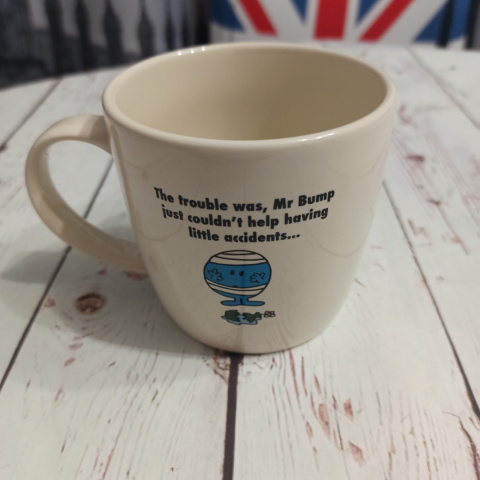 The trouble was, Mr Bump
just couldn't help having
little accidents...